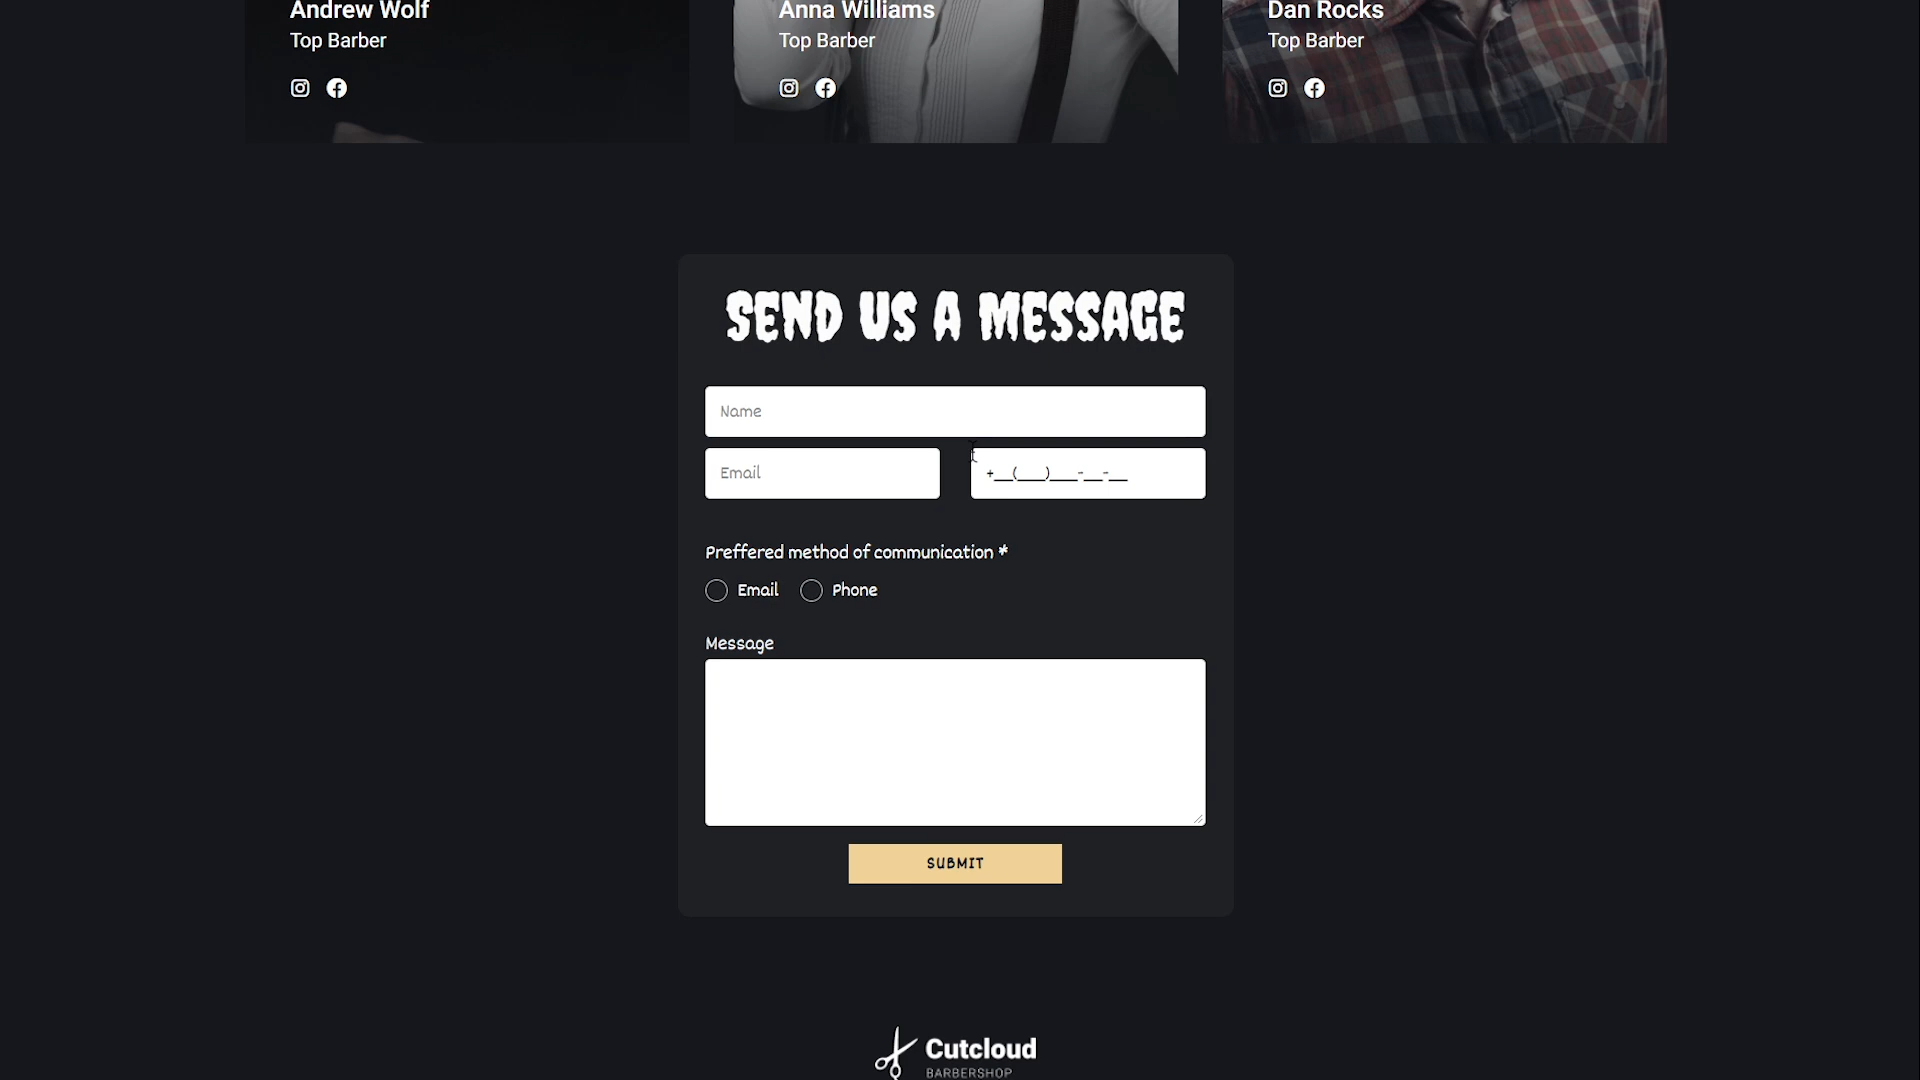 Andrew Wolf
Top Barber
Anna Williams
Top Barber
Dan Rocks
Top Barber
SEND US A MESSAGE
Name
Email
+__(___)___-__-__
Preffered method of communication *
Email
Phone
Message
SUBMIT
Cutcloud
BARBERSHOP